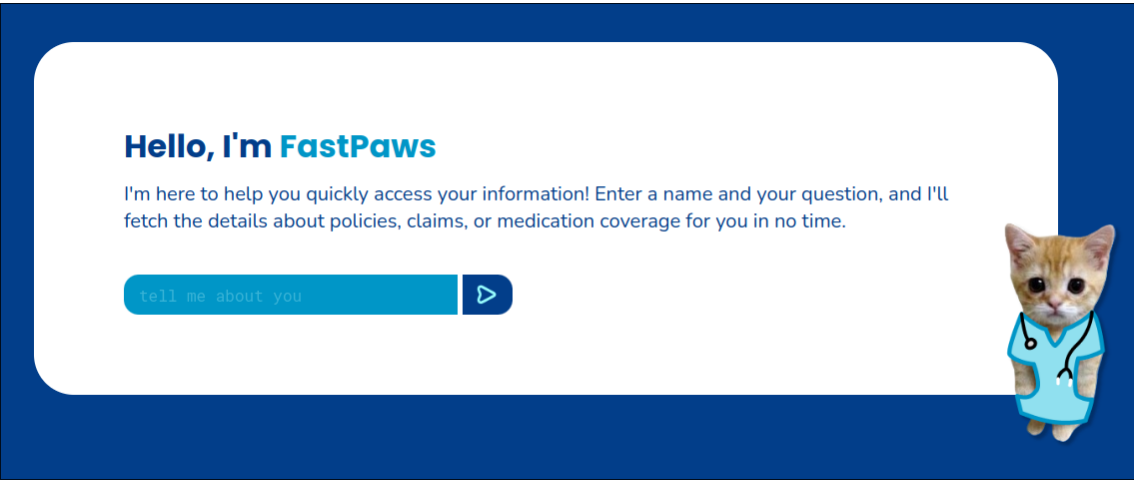 Hello, I'm FastPaws
I'm here to help you quickly access your information! Enter a name and your question, and I'll
fetch the details about policies, claims, or medication coverage for you in no time.
tell me about you